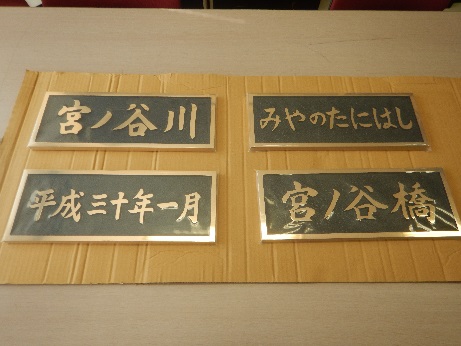 宮ノ谷川
みやのたにはし
平成三十年一月
宮ノ谷橋